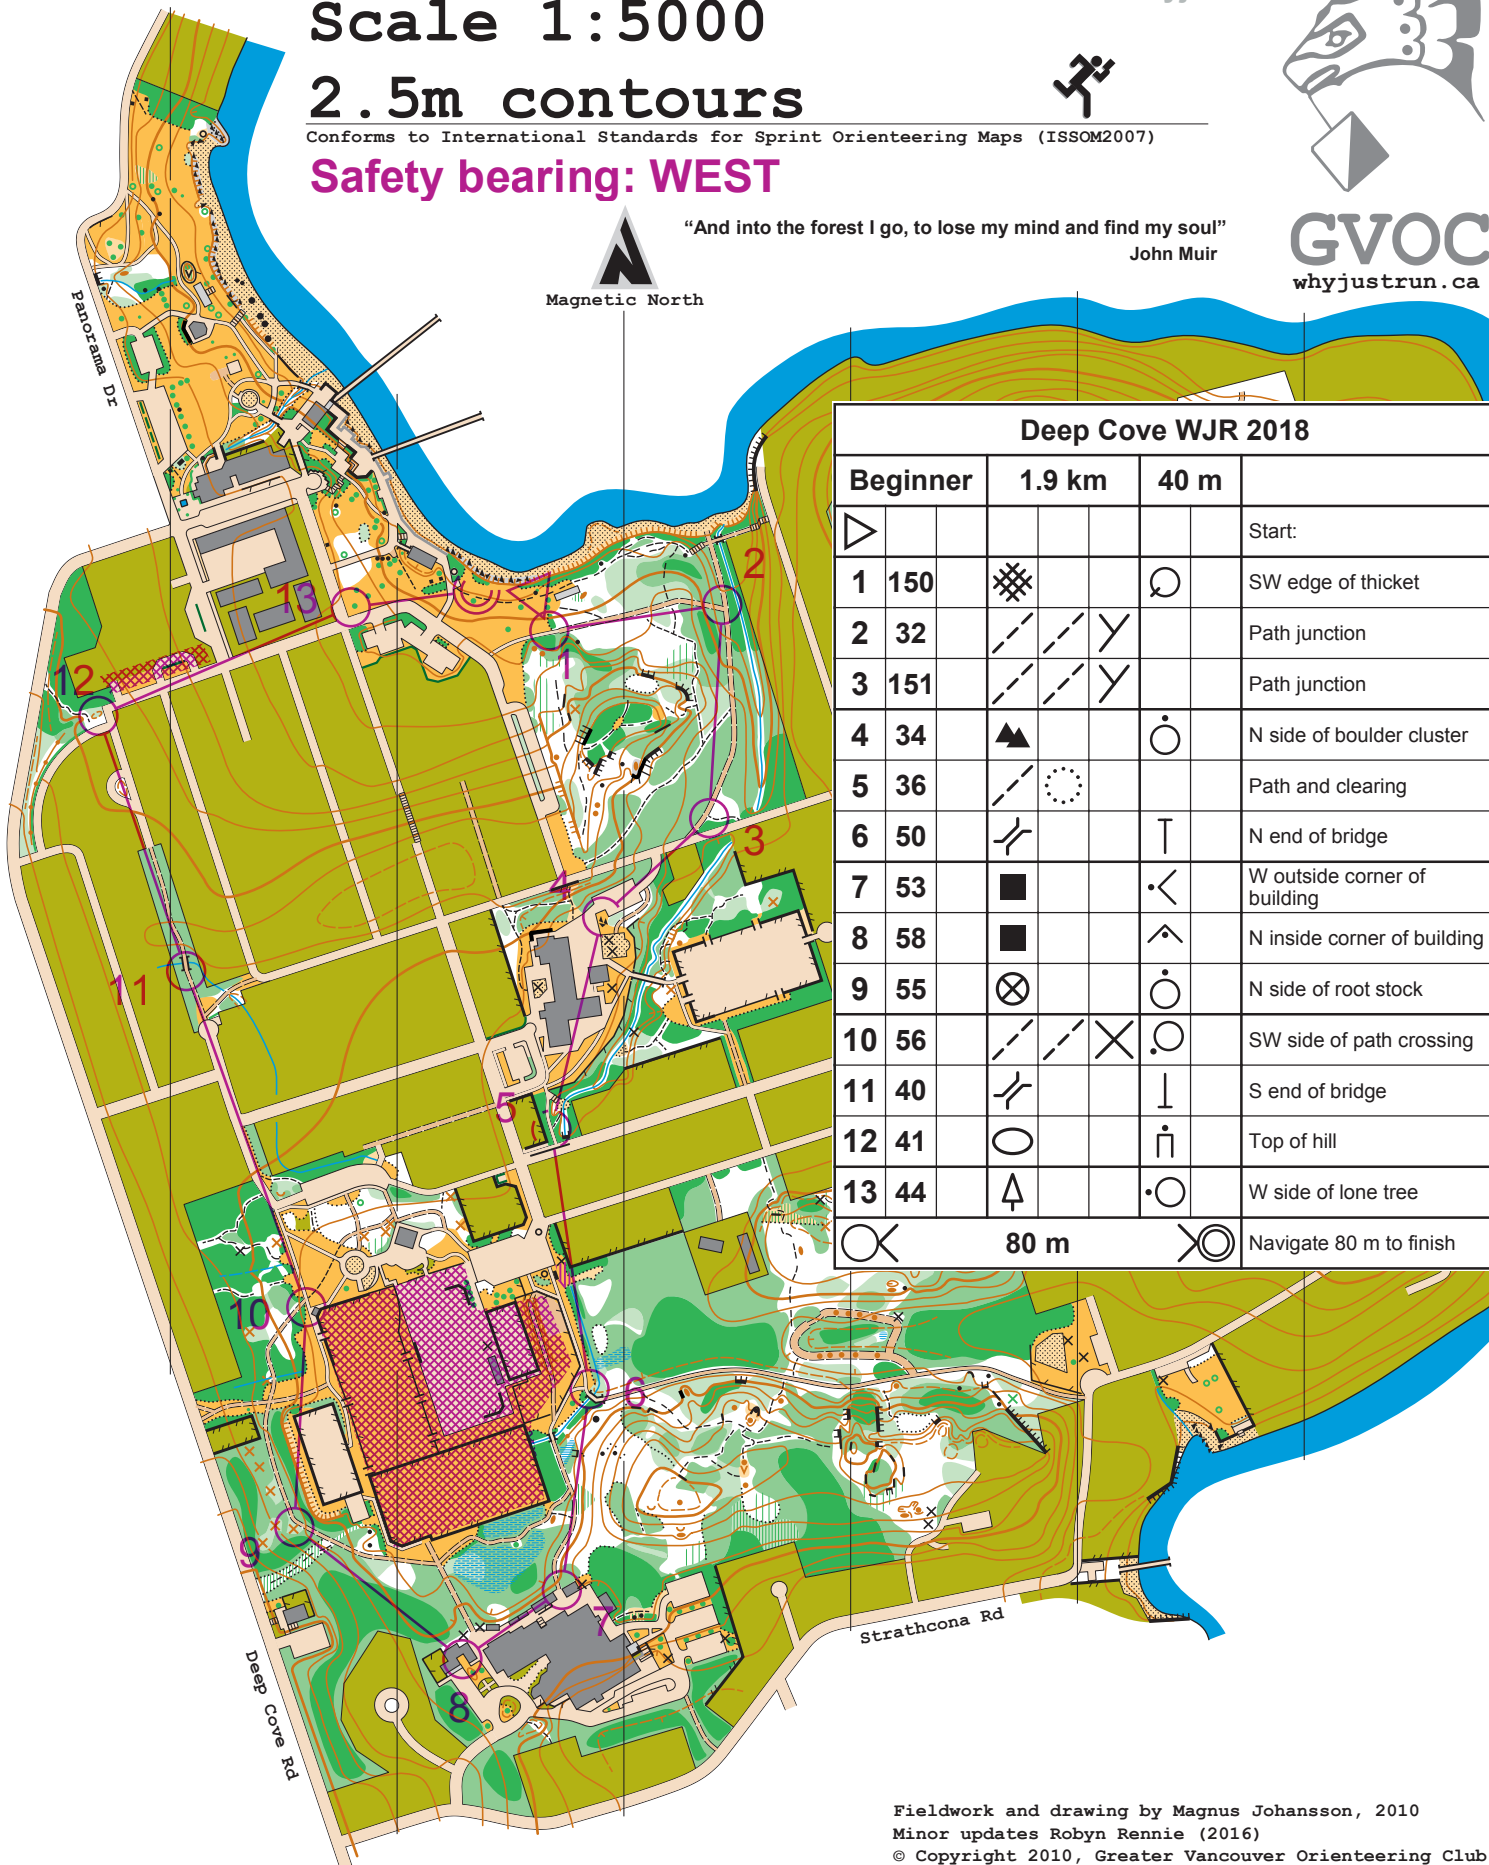 Scale 1:5000
2.5m contours
Conforms to International Standards for Sprint Orienteering Maps (ISSOM2007)
Safety bearing: WEST
"And into the forest I go, to lose my mind and find my soul"
John Muir
Magnetic North
GVOC
whyjustrun.ca
Panorama Dr
Deep Cove WJR 2018
Beginner 1.9 km 40 m
Start:
1 150 SW edge of thicket
2 32 Path junction
3 151 Path junction
4 34 N side of boulder cluster
5 36 Path and clearing
6 50 N end of bridge
7 53 W outside corner of
building
8 58 N inside corner of building
9 55 N side of root stock
10 56 SW side of path crossing
11 40 S end of bridge
12 41 Top of hill
13 44 W side of lone tree
80 m Navigate 80 m to finish
2
13
1
12
3
4
11
5
10
6
9
7
8
Strathcona Rd
Deep Cove Rd
Fieldwork and drawing by Magnus Johansson, 2010
Minor updates Robyn Rennie (2016)
© Copyright 2010, Greater Vancouver Orienteering Club